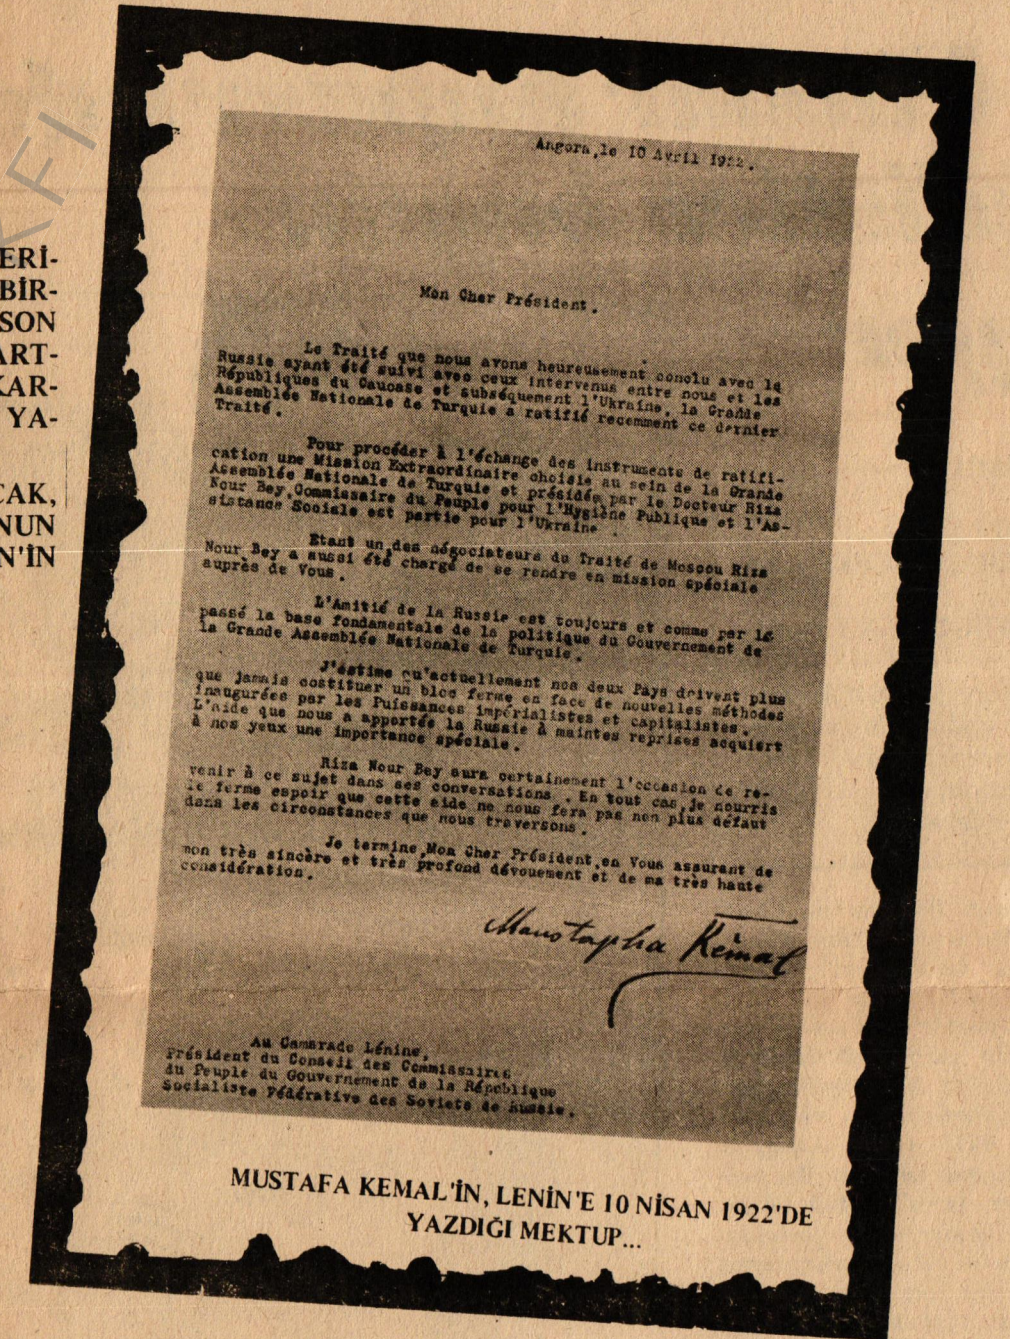 AFI
ERİ-
BİR-
SON
ART-
KAR-
YA-
CAK,
NUN
N'İN
Angora,le 10 Avril 1922.
Mon Cher Président.
Le Traité que nous avons heureusement conclu avec la
Russie ayant été suivi avec ceux intervenus entre nous et les
Républiques du Caucase et subséquement l'Ukraine, la Grande
Assemblée Nationale de Turquie a ratifié recemment ce dernier
Traité.
Pour procéder à l'échange des instruments de ratifi-
cation une Mission Extraordinaire choisie au sein de la Grande
Assemblée Nationale de Turquie et présidée par le Docteur Riza
Nour Bey,Commissaire du Peuple pour l'Hygiène Publique et l'As-
sistance Sociale est partie pour l'Ukraine .
Etant un des négociateurs du Traité de Moscou Riza
Nour Bey a aussi été chargé de se rendre en mission spéciale
auprès de Vous.
L'Amitié de la Russie est toujours et comme par le
passé la base fondamentale de la politique du Gouvernement de
la Grande Assemblée Nationale de Turquie.
J'estime qu'actuellement nos deux Pays doivent plus
que jamais costituer un bloc ferme en face de nouvelles méthodes
inaugurées par les Puissances impérialistes et capitalistes.
L'aide que nous a apportée la Russie à maintes reprises acquiert
à nos yeux une importance spéciale.
Riza Nour Bey aura certainement l'occasion de re-
venir à ce sujet dans ses conversations . En tout cas,je nourris
le ferme espoir que cette aide ne nous fera pas non plus défaut
dans les circonstances que nous traversons.
Je termine,Mon Cher Président,en Vous assurant de
mon très sincère et très profond dévouement et de ma très haute
considération.
Moustapha Kemal
Au Camarade Lénine,
Président du Conseil des Commissaires
du Peuple du Gouvernement de la République
Socialiste Fédérative des Soviets de Russie.
MUSTAFA KEMAL'İN, LENİN'E 10 NİSAN 1922'DE
YAZDIĞI MEKTUP...